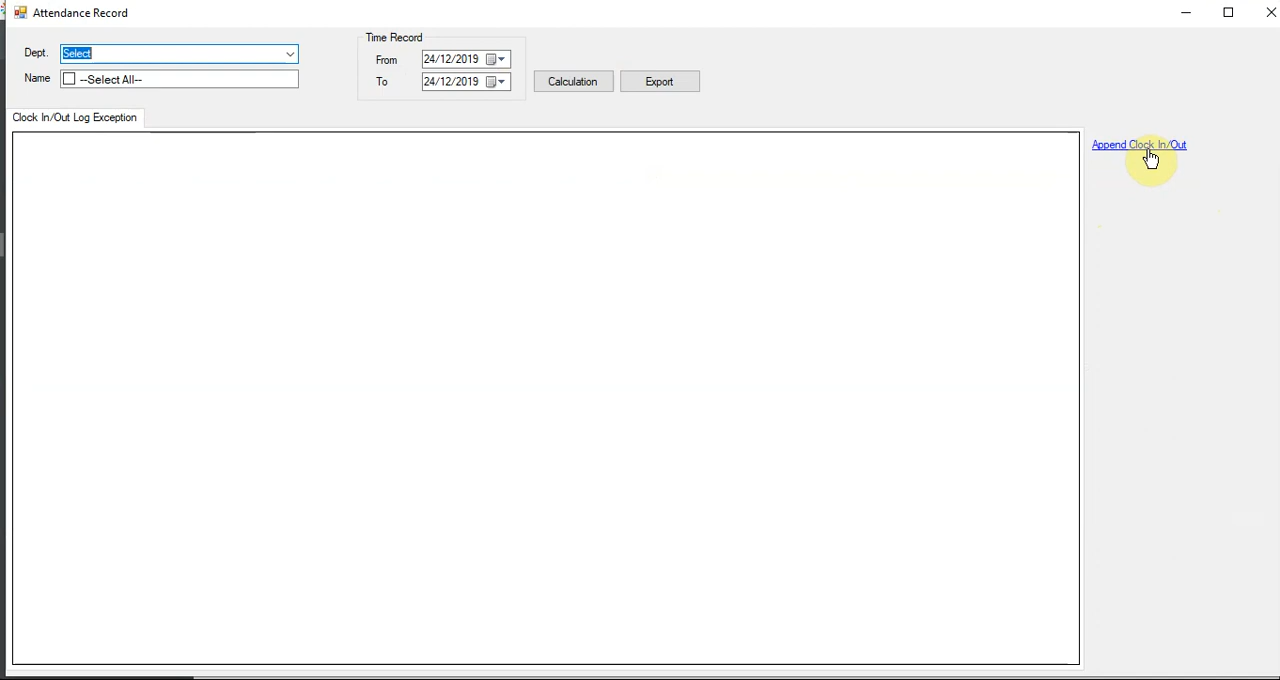 Attendance Record
Dept. Select
Name --Select All--
Time Record
From 24/12/2019
To 24/12/2019
Calculation Export
Clock In/Out Log Exception
Append Clock In/Out